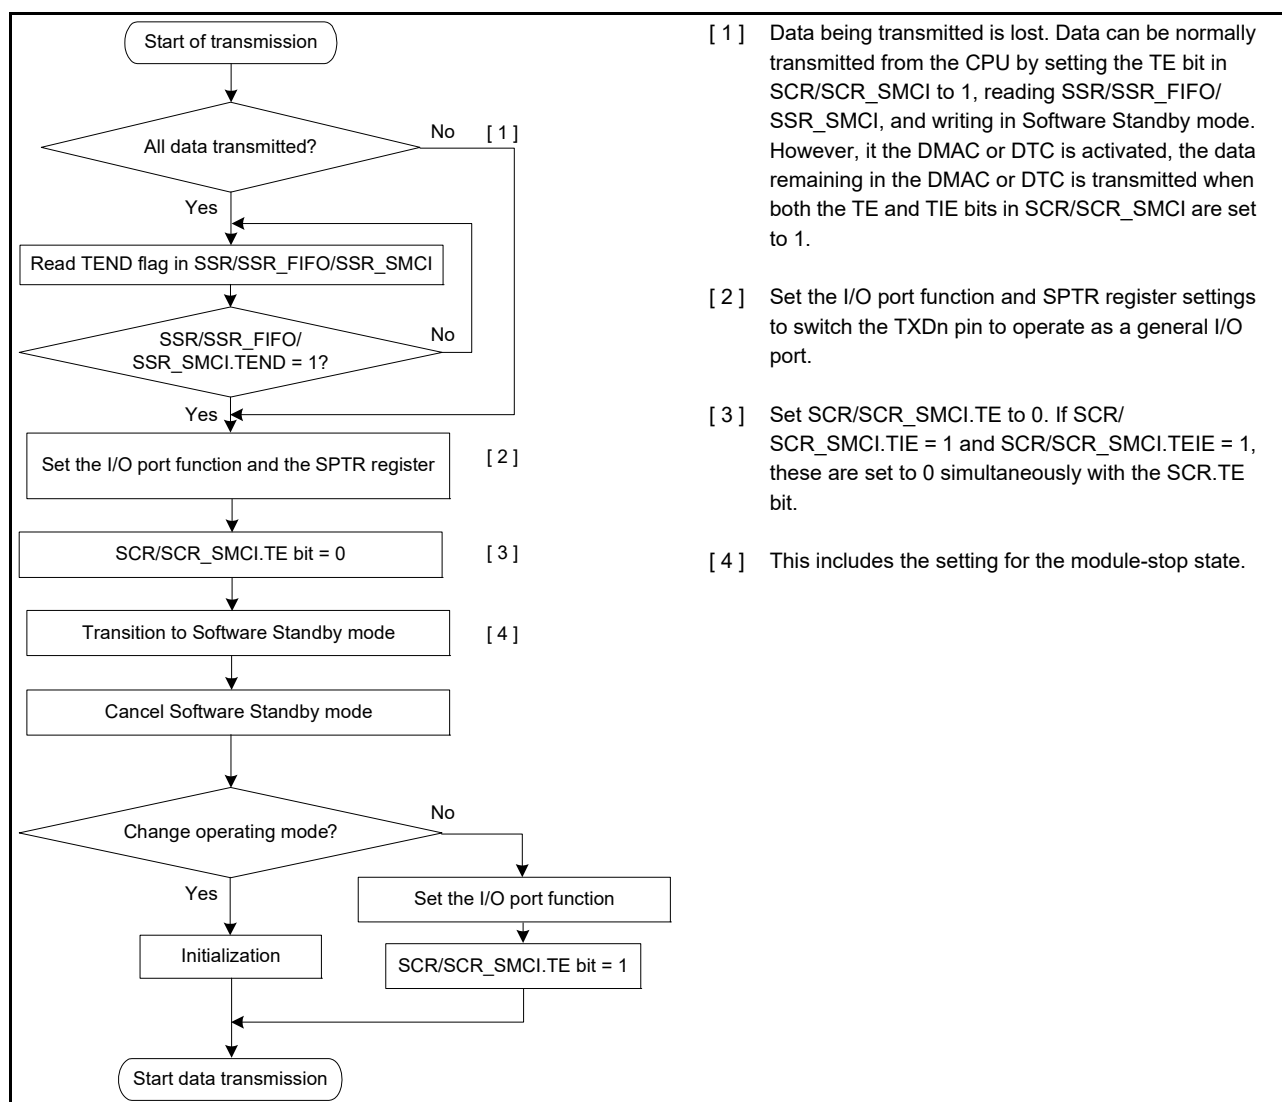 Start of transmission
All data transmitted?
No
[ 1 ]
Yes
Read TEND flag in SSR/SSR_FIFO/SSR_SMCI
SSR/SSR_FIFO/
SSR_SMCI.TEND = 1?
No
Yes
Set the I/O port function and the SPTR register
[ 2 ]
SCR/SCR_SMCI.TE bit = 0
[ 3 ]
Transition to Software Standby mode
[ 4 ]
Cancel Software Standby mode
Change operating mode?
No
Yes
Set the I/O port function
Initialization
SCR/SCR_SMCI.TE bit = 1
Start data transmission
[ 1 ] Data being transmitted is lost. Data can be normally
transmitted from the CPU by setting the TE bit in
SCR/SCR_SMCI to 1, reading SSR/SSR_FIFO/
SSR_SMCI, and writing in Software Standby mode.
However, it the DMAC or DTC is activated, the data
remaining in the DMAC or DTC is transmitted when
both the TE and TIE bits in SCR/SCR_SMCI are set
to 1.
[ 2 ] Set the I/O port function and SPTR register settings
to switch the TXDn pin to operate as a general I/O
port.
[ 3 ] Set SCR/SCR_SMCI.TE to 0. If SCR/
SCR_SMCI.TIE = 1 and SCR/SCR_SMCI.TEIE = 1,
these are set to 0 simultaneously with the SCR.TE
bit.
[ 4 ] This includes the setting for the module-stop state.